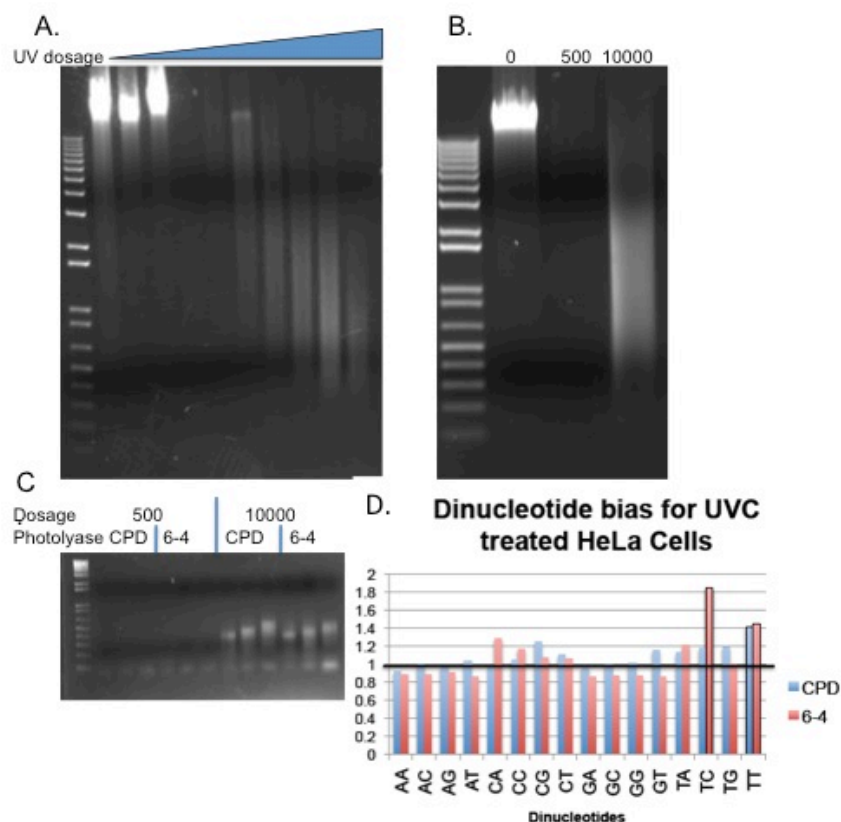 A.
UV dosage
B.
0 500 10000
C
Dosage 500 10000
Photolyase CPD 6-4 CPD 6-4
D.
Dinucleotide bias for UVC
treated HeLa Cells
2
1.8
1.6
1.4
1.2
1
0.8
0.6
0.4
0.2
0
AA AC AG AT CA CC CG CT GA GC GG GT TA TC TG TT
Dinucleotides
CPD
6-4